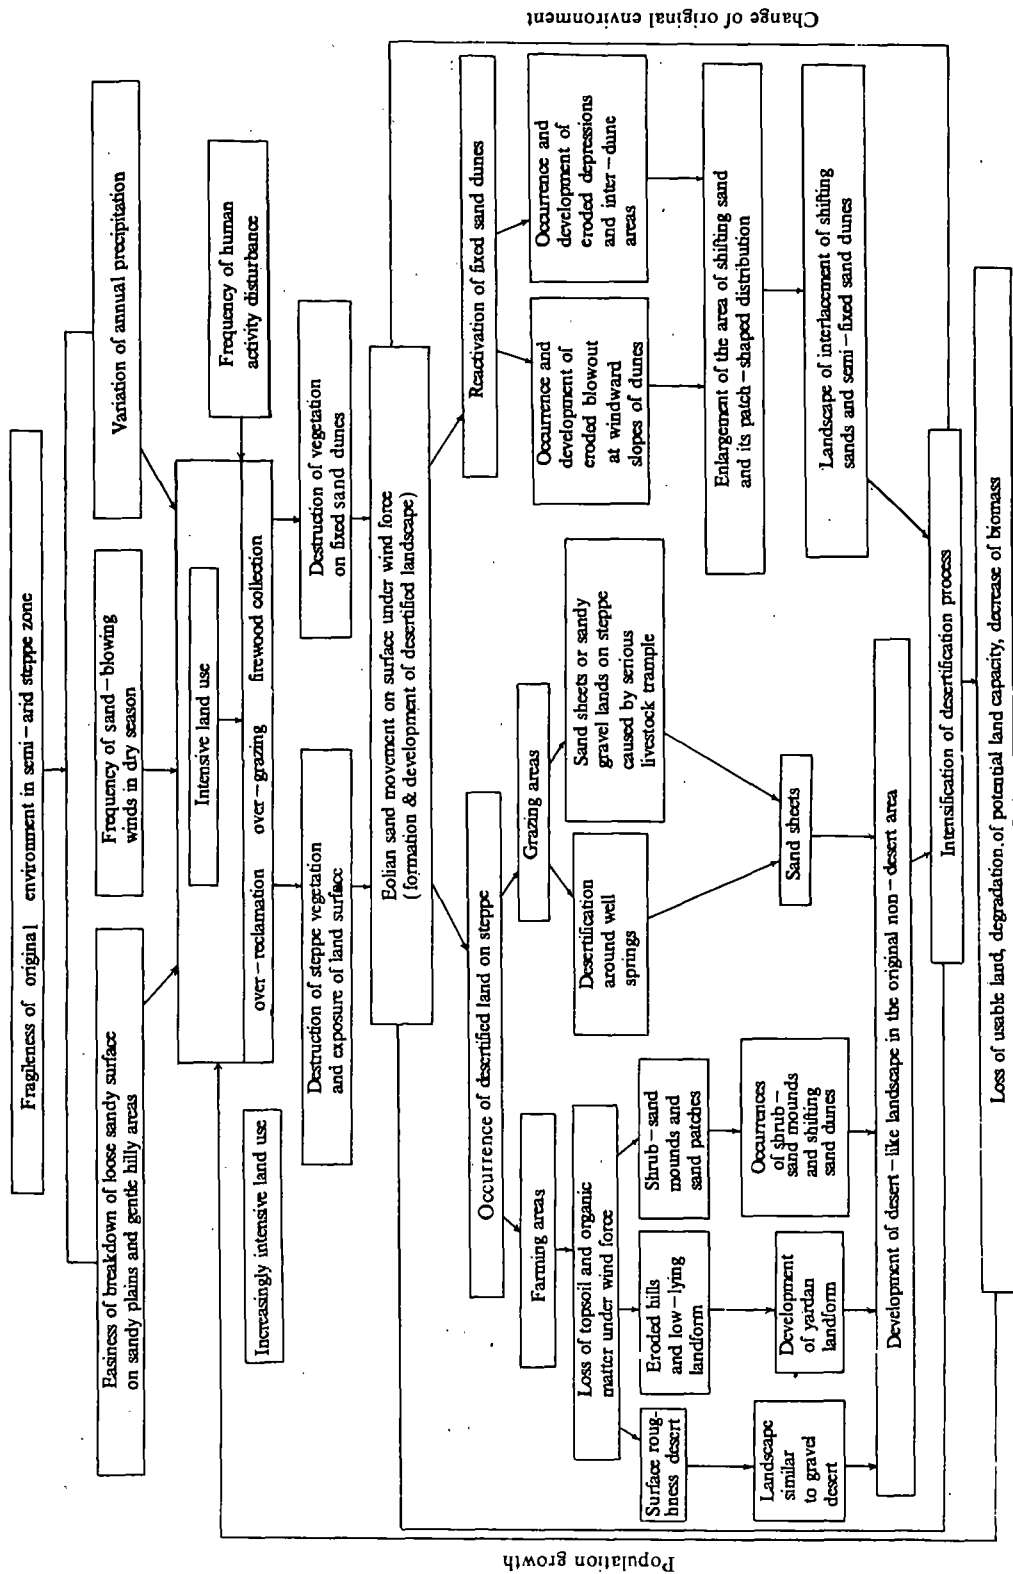 Fragileness of original environment in semi-arid steppe zone
Easiness of breakdown of loose sandy surface
on sandy plains and gentle hilly areas
Frequency of sand-blowing
winds in dry season
Variation of annual precipitation
Increasingly intensive land use
Intensive land use
over-reclamation over-grazing firewood collection
Frequency of human
activity disturbance
Destruction of steppe vegetation
and exposure of land surface
Destruction of vegetation
on fixed sand dunes
Eolian sand movement on surface under wind force
(formation & development of desertified landscape)
Occurrence of desertified land on steppe
Reactivation of fixed sand dunes
Farming areas
Grazing areas
Loss of topsoil and organic
matter under wind force
Desertification
around well
springs
Sand sheets or sandy
gravel lands on steppe
caused by serious
livestock trample
Occurrence and
development of
eroded blowout
at windward
slopes of dunes
Occurrence and
development of
eroded depressions
and inter-dune
areas
Surface roug-
hness desert
Eroded hills
and low-lying
landform
Shrub-sand
mounds and
sand patches
Enlargement of the area of shifting sand
and its patch-shaped distribution
Landscape
similar
to gravel
desert
Development
of yardan
landform
Occurrences
of shrub-
sand mounds
and shifting
sand dunes
Sand sheets
Landscape of interlacement of shifting
sands and semi-fixed sand dunes
Development of desert-like landscape in the original non-desert area
Intensification of desertification process
Loss of usable land, degradation of potential land capacity, decrease of biomass
Population growth
Change of original environment